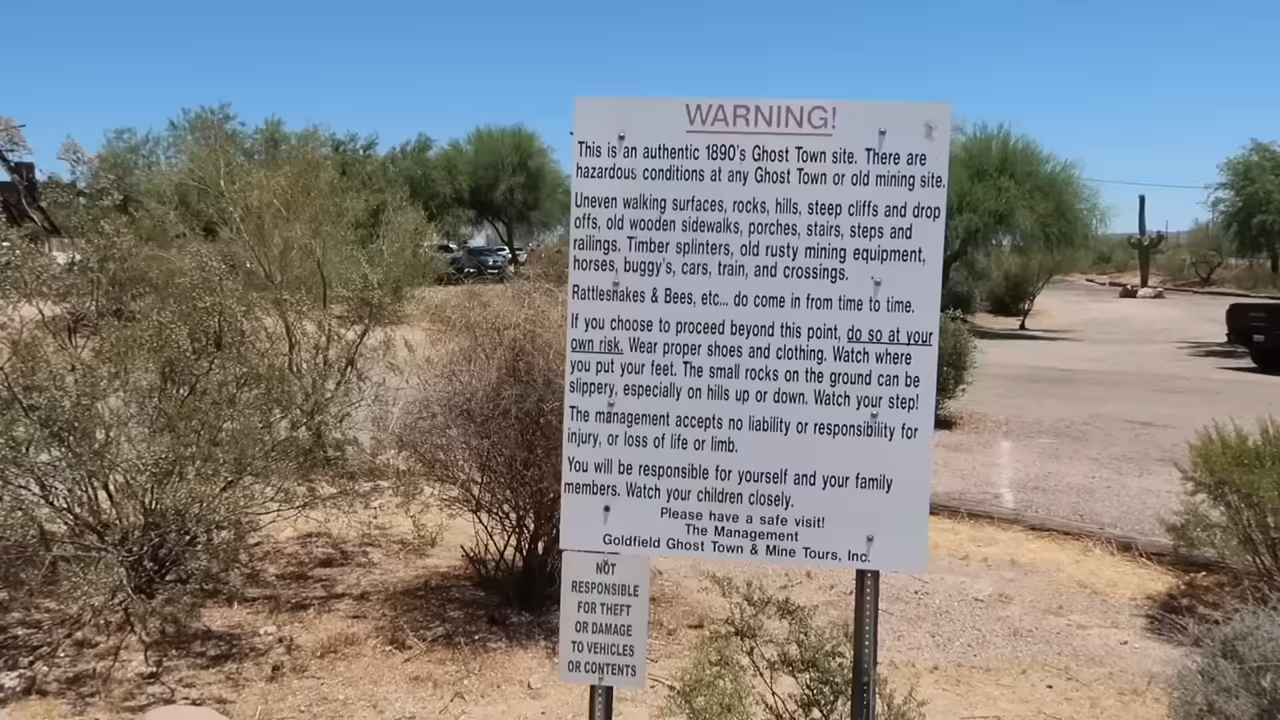 WARNING!
This is an authentic 1890's Ghost Town site. There are
hazardous conditions at any Ghost Town or old mining site.
Uneven walking surfaces, rocks, hills, steep cliffs and drop
offs, old wooden sidewalks, porches, stairs, steps and
railings. Timber splinters, old rusty mining equipment,
horses, buggy's, cars, train, and crossings.
Rattlesnakes & Bees, etc... do come in from time to time.
If you choose to proceed beyond this point, do so at your
own risk. Wear proper shoes and clothing. Watch where
you put your feet. The small rocks on the ground can be
slippery, especially on hills up or down. Watch your step!
The management accepts no liability or responsibility for
injury, or loss of life or limb.
You will be responsible for yourself and your family
members. Watch your children closely.
Please have a safe visit!
The Management
Goldfield Ghost Town & Mine Tours, Inc.
NOT
RESPONSIBLE
FOR THEFT
OR DAMAGE
TO VEHICLES
OR CONTENTS